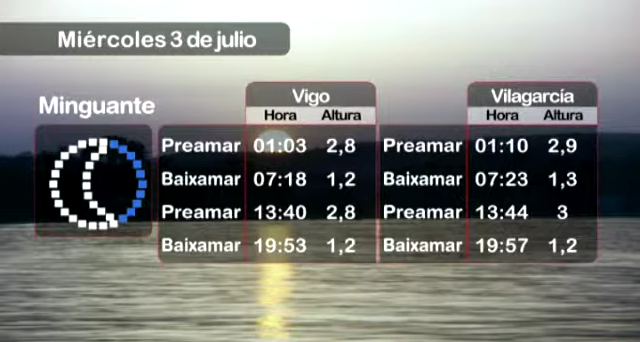 Miércoles 3 de julio
Minguante
Vigo
Hora Altura
Preamar 01:03 2,8
Baixamar 07:18 1,2
Preamar 13:40 2,8
Baixamar 19:53 1,2
Vilagarcía
Hora Altura
Preamar 01:10 2,9
Baixamar 07:23 1,3
Preamar 13:44 3
Baixamar 19:57 1,2